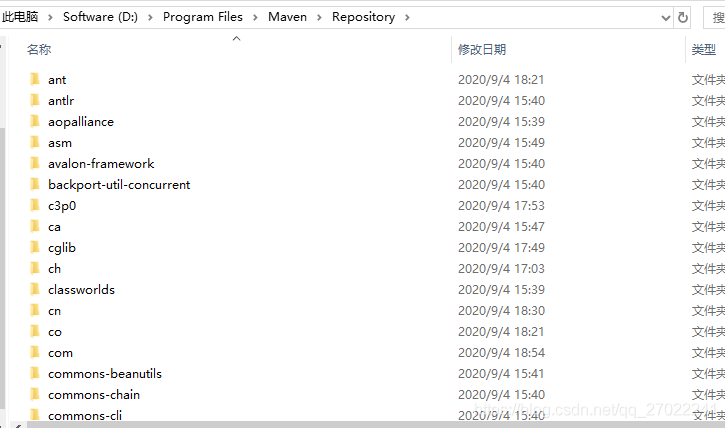 此电脑 > Software (D:) > Program Files > Maven > Repository >
名称 修改日期 类型
ant 2020/9/4 18:21 文件夹
antlr 2020/9/4 15:40 文件夹
aopalliance 2020/9/4 15:39 文件夹
asm 2020/9/4 15:49 文件夹
avalon-framework 2020/9/4 15:40 文件夹
backport-util-concurrent 2020/9/4 15:40 文件夹
c3p0 2020/9/4 17:53 文件夹
ca 2020/9/4 15:47 文件夹
cglib 2020/9/4 17:49 文件夹
ch 2020/9/4 17:03 文件夹
classworlds 2020/9/4 15:39 文件夹
cn 2020/9/4 18:30 文件夹
co 2020/9/4 18:21 文件夹
com 2020/9/4 18:54 文件夹
commons-beanutils 2020/9/4 15:41 文件夹
commons-chain 2020/9/4 15:40 文件夹
commons-cli 2020/9/4 15:40 文件夹